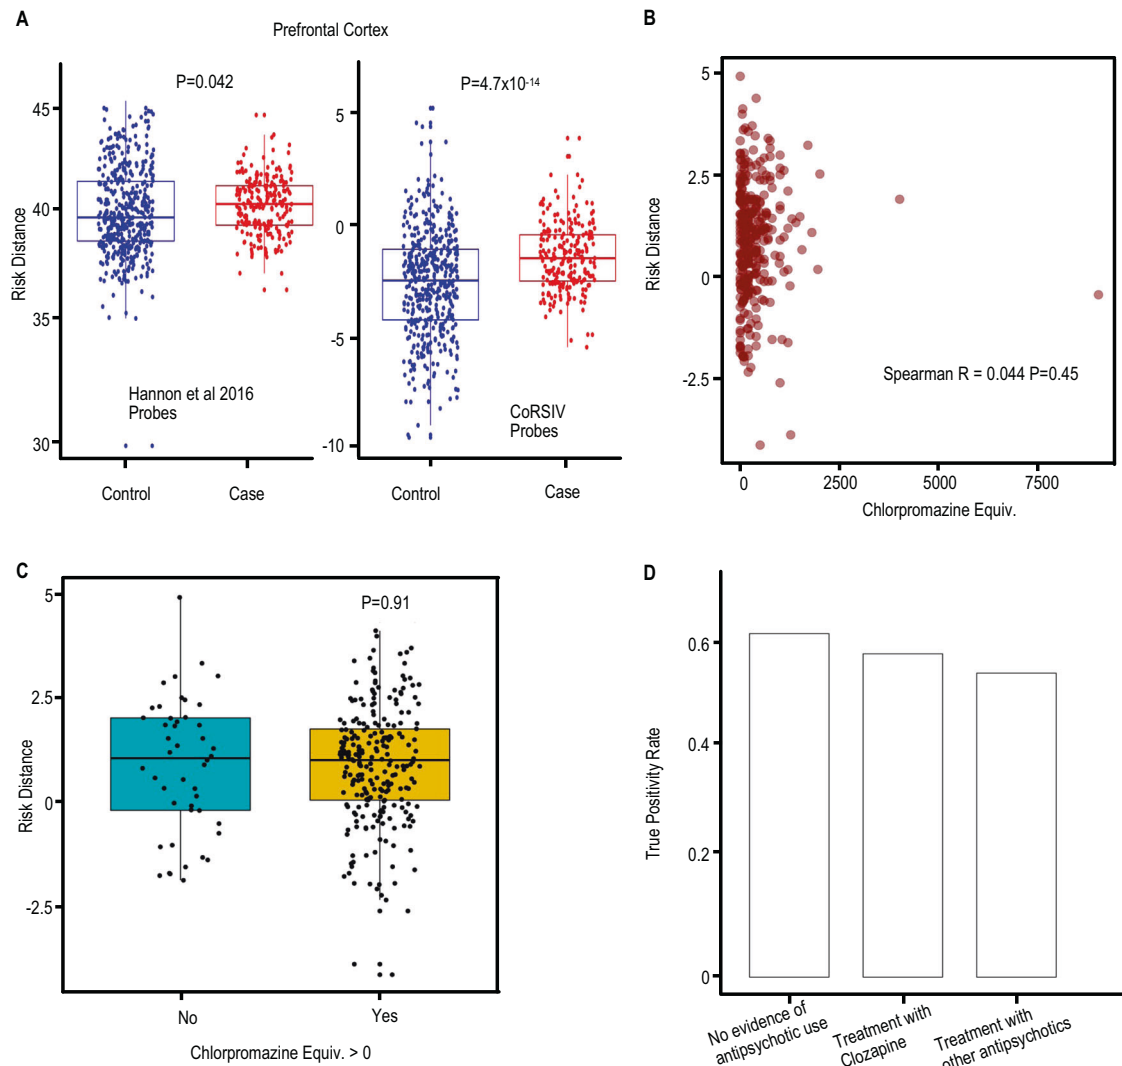 A
Prefrontal Cortex
P=0.042
P=4.7x10-14
Risk Distance
45
40
35
30
5
0
-5
-10
Hannon et al 2016
Probes
CoRSIV
Probes
Control
Case
Control
Case
B
Risk Distance
5
2.5
0
-2.5
Spearman R = 0.044 P=0.45
0
2500
5000
7500
Chlorpromazine Equiv.
C
Risk Distance
5
2.5
0
-2.5
P=0.91
No
Yes
Chlorpromazine Equiv. > 0
D
True Positivity Rate
0.6
0.4
0.2
0
No evidence of
antipsychotic use
Treatment with
Clozapine
Treatment with
other antipsychotics